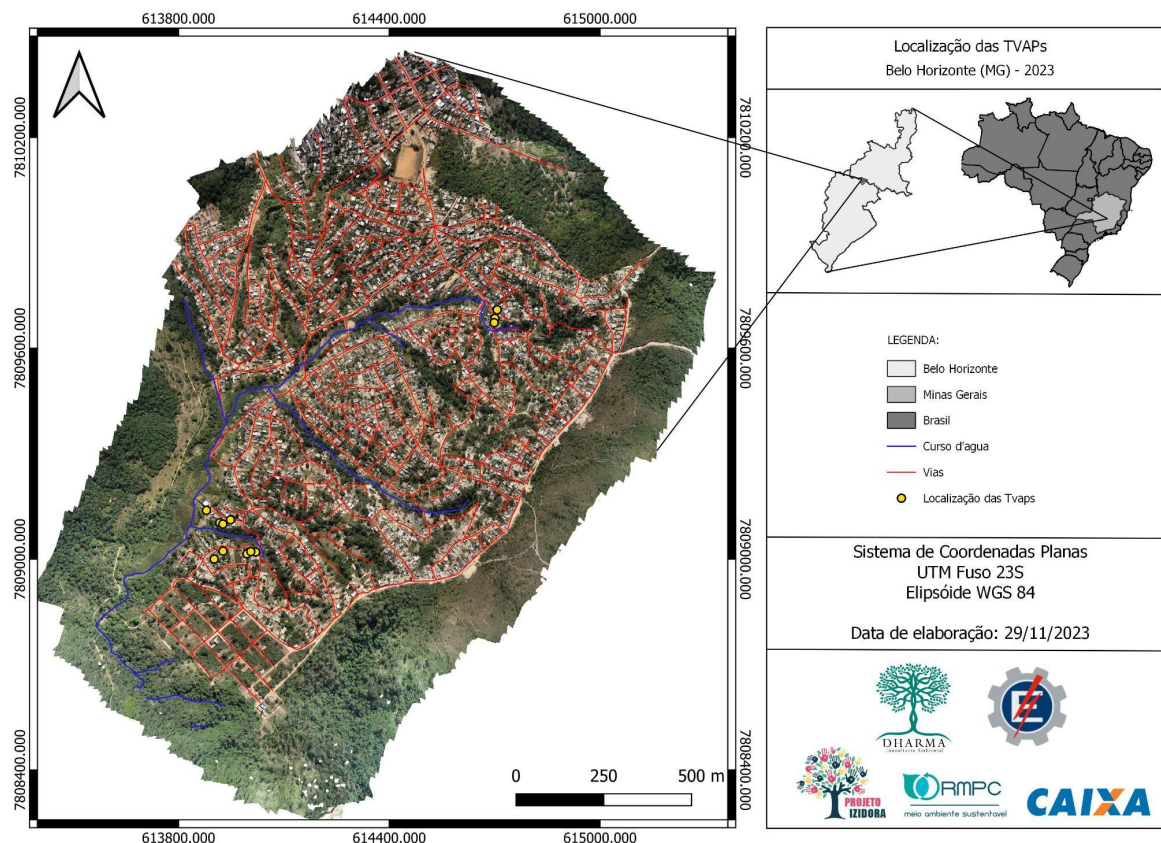 613800.000
614400.000
615000.000
7810200.000
7809600.000
7809000.000
7808400.000
7810200.000
7809600.000
7809000.000
7808400.000
0 250 500 m
613800.000
614400.000
615000.000
Localização das TVAPs
Belo Horizonte (MG) - 2023
LEGENDA:
Belo Horizonte
Minas Gerais
Brasil
Curso d'agua
Vias
Localização das Tvaps
Sistema de Coordenadas Planas
UTM Fuso 23S
Elipsóide WGS 84
Data de elaboração: 29/11/2023
DHARMA
Consultoria Ambiental
E
PROJETO
IZIDORA
RMPC
meio ambiente sustentável
CAIXA